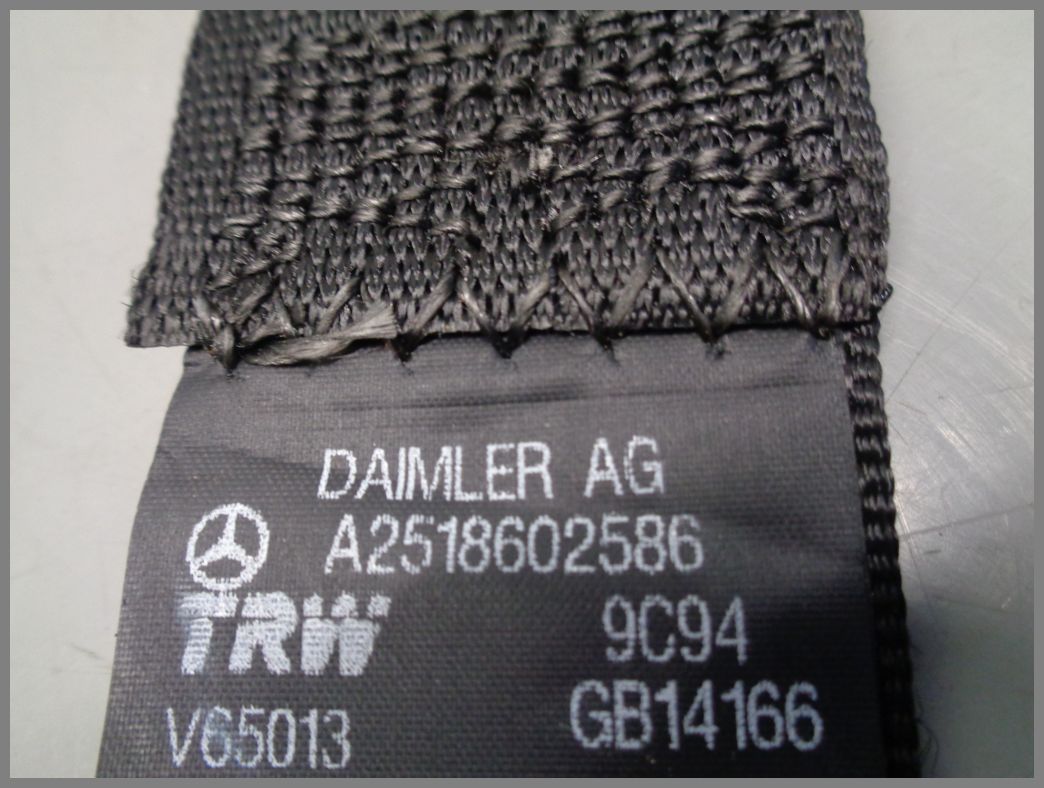 DAIMLER AG
A2518602586
TRW 9C94
V65013 GB14166